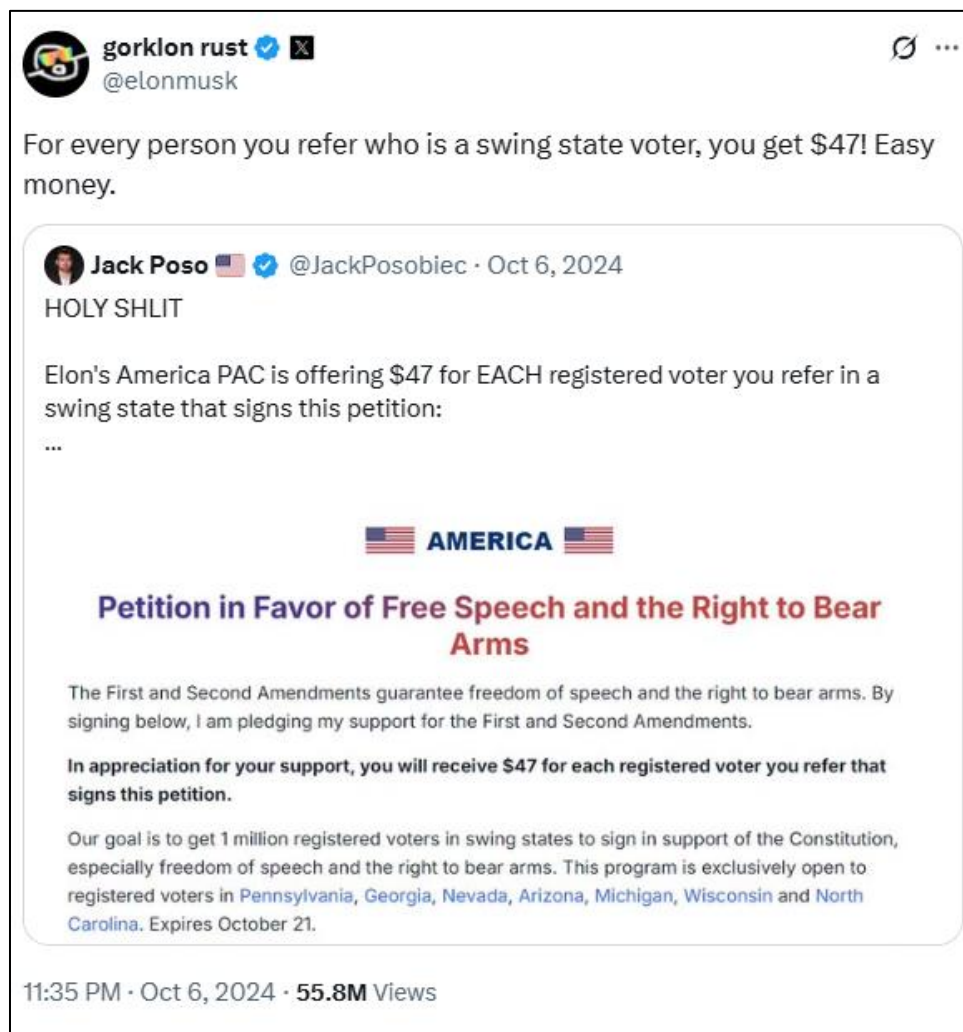 gorklon rust
@elonmusk
For every person you refer who is a swing state voter, you get $47! Easy
money.
Jack Poso 🇺🇸 @JackPosobiec · Oct 6, 2024
HOLY SHLIT
Elon's America PAC is offering $47 for EACH registered voter you refer in a
swing state that signs this petition:
...
AMERICA
Petition in Favor of Free Speech and the Right to Bear
Arms
The First and Second Amendments guarantee freedom of speech and the right to bear arms. By
signing below, I am pledging my support for the First and Second Amendments.
In appreciation for your support, you will receive $47 for each registered voter you refer that
signs this petition.
Our goal is to get 1 million registered voters in swing states to sign in support of the Constitution,
especially freedom of speech and the right to bear arms. This program is exclusively open to
registered voters in Pennsylvania, Georgia, Nevada, Arizona, Michigan, Wisconsin and North
Carolina. Expires October 21.
11:35 PM · Oct 6, 2024 · 55.8M Views